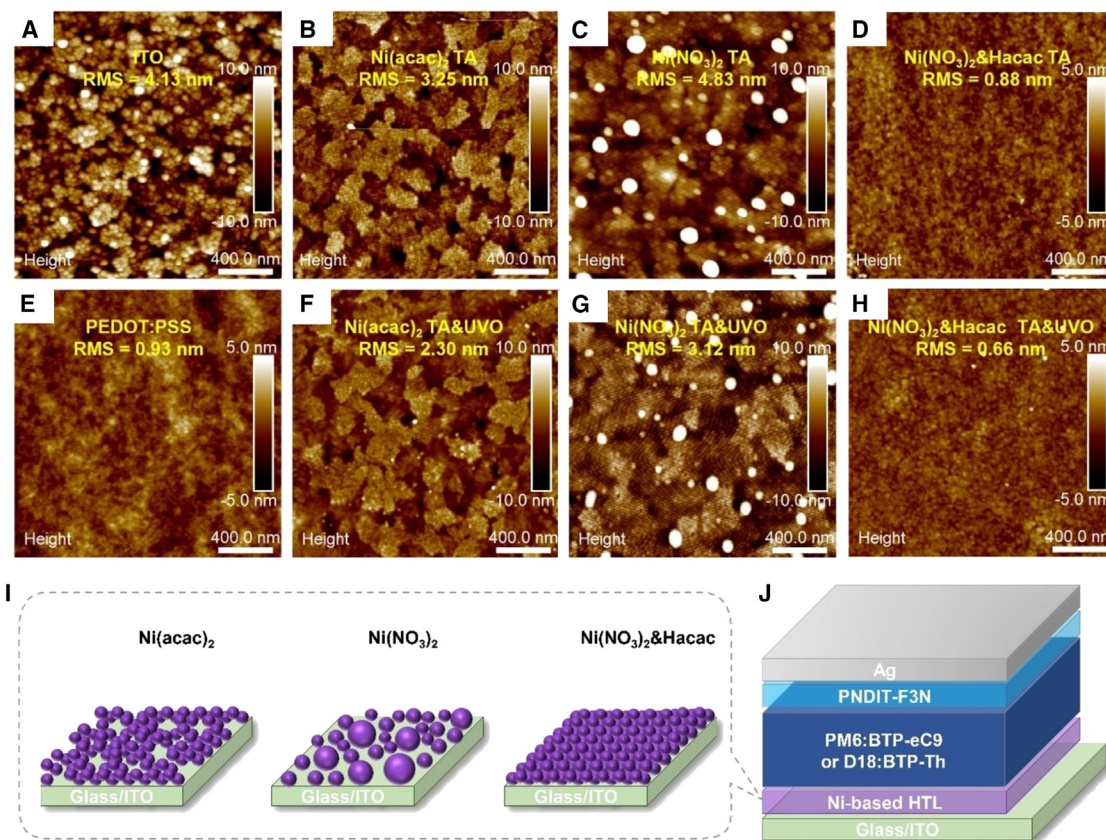 A
ITO
RMS = 4.13 nm
10.0 nm
-10.0 nm
Height
400.0 nm
B
Ni(acac)₂ TA
RMS = 3.25 nm
10.0 nm
-10.0 nm
Height
400.0 nm
C
Ni(NO₃)₂ TA
RMS = 4.83 nm
10.0 nm
-10.0 nm
Height
400.0 nm
D
Ni(NO₃)₂&Hacac TA
RMS = 0.88 nm
5.0 nm
-5.0 nm
Height
400.0 nm
E
PEDOT:PSS
RMS = 0.93 nm
5.0 nm
-5.0 nm
Height
400.0 nm
F
Ni(acac)₂ TA&UVO
RMS = 2.30 nm
10.0 nm
-10.0 nm
Height
400.0 nm
G
Ni(NO₃)₂ TA&UVO
RMS = 3.12 nm
10.0 nm
-10.0 nm
Height
400.0 nm
H
Ni(NO₃)₂&Hacac TA&UVO
RMS = 0.66 nm
5.0 nm
-5.0 nm
Height
400.0 nm
I
Ni(acac)₂
Glass/ITO
Ni(NO₃)₂
Glass/ITO
Ni(NO₃)₂&Hacac
Glass/ITO
J
Ag
PNDIT-F3N
PM6:BTP-eC9
or D18:BTP-Th
Ni-based HTL
Glass/ITO